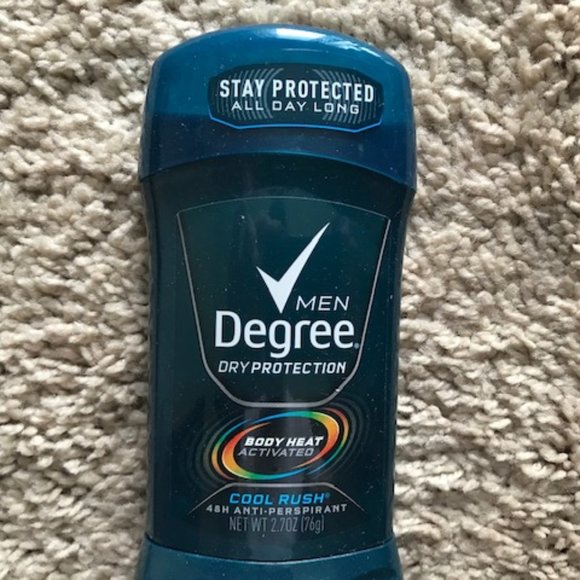 STAY PROTECTED
ALL DAY LONG
MEN
Degree®
DRY PROTECTION
BODY HEAT
ACTIVATED
COOL RUSH®
48H ANTI-PERSPIRANT
NET WT 2.7OZ (76g)